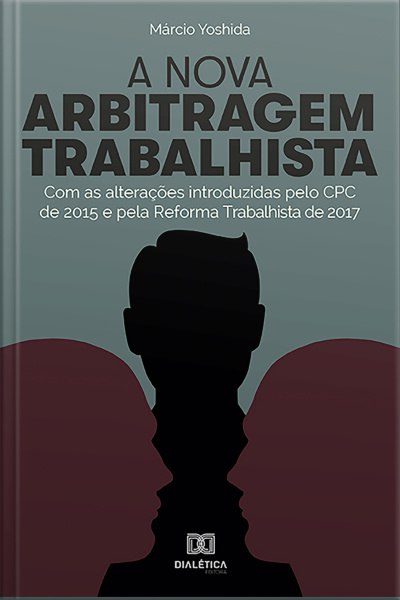 Márcio Yoshida
A NOVA
ARBITRAGEM
TRABALHISTA
Com as alterações introduzidas pelo CPC
de 2015 e pela Reforma Trabalhista de 2017
DIALÉTICA
EDITORA